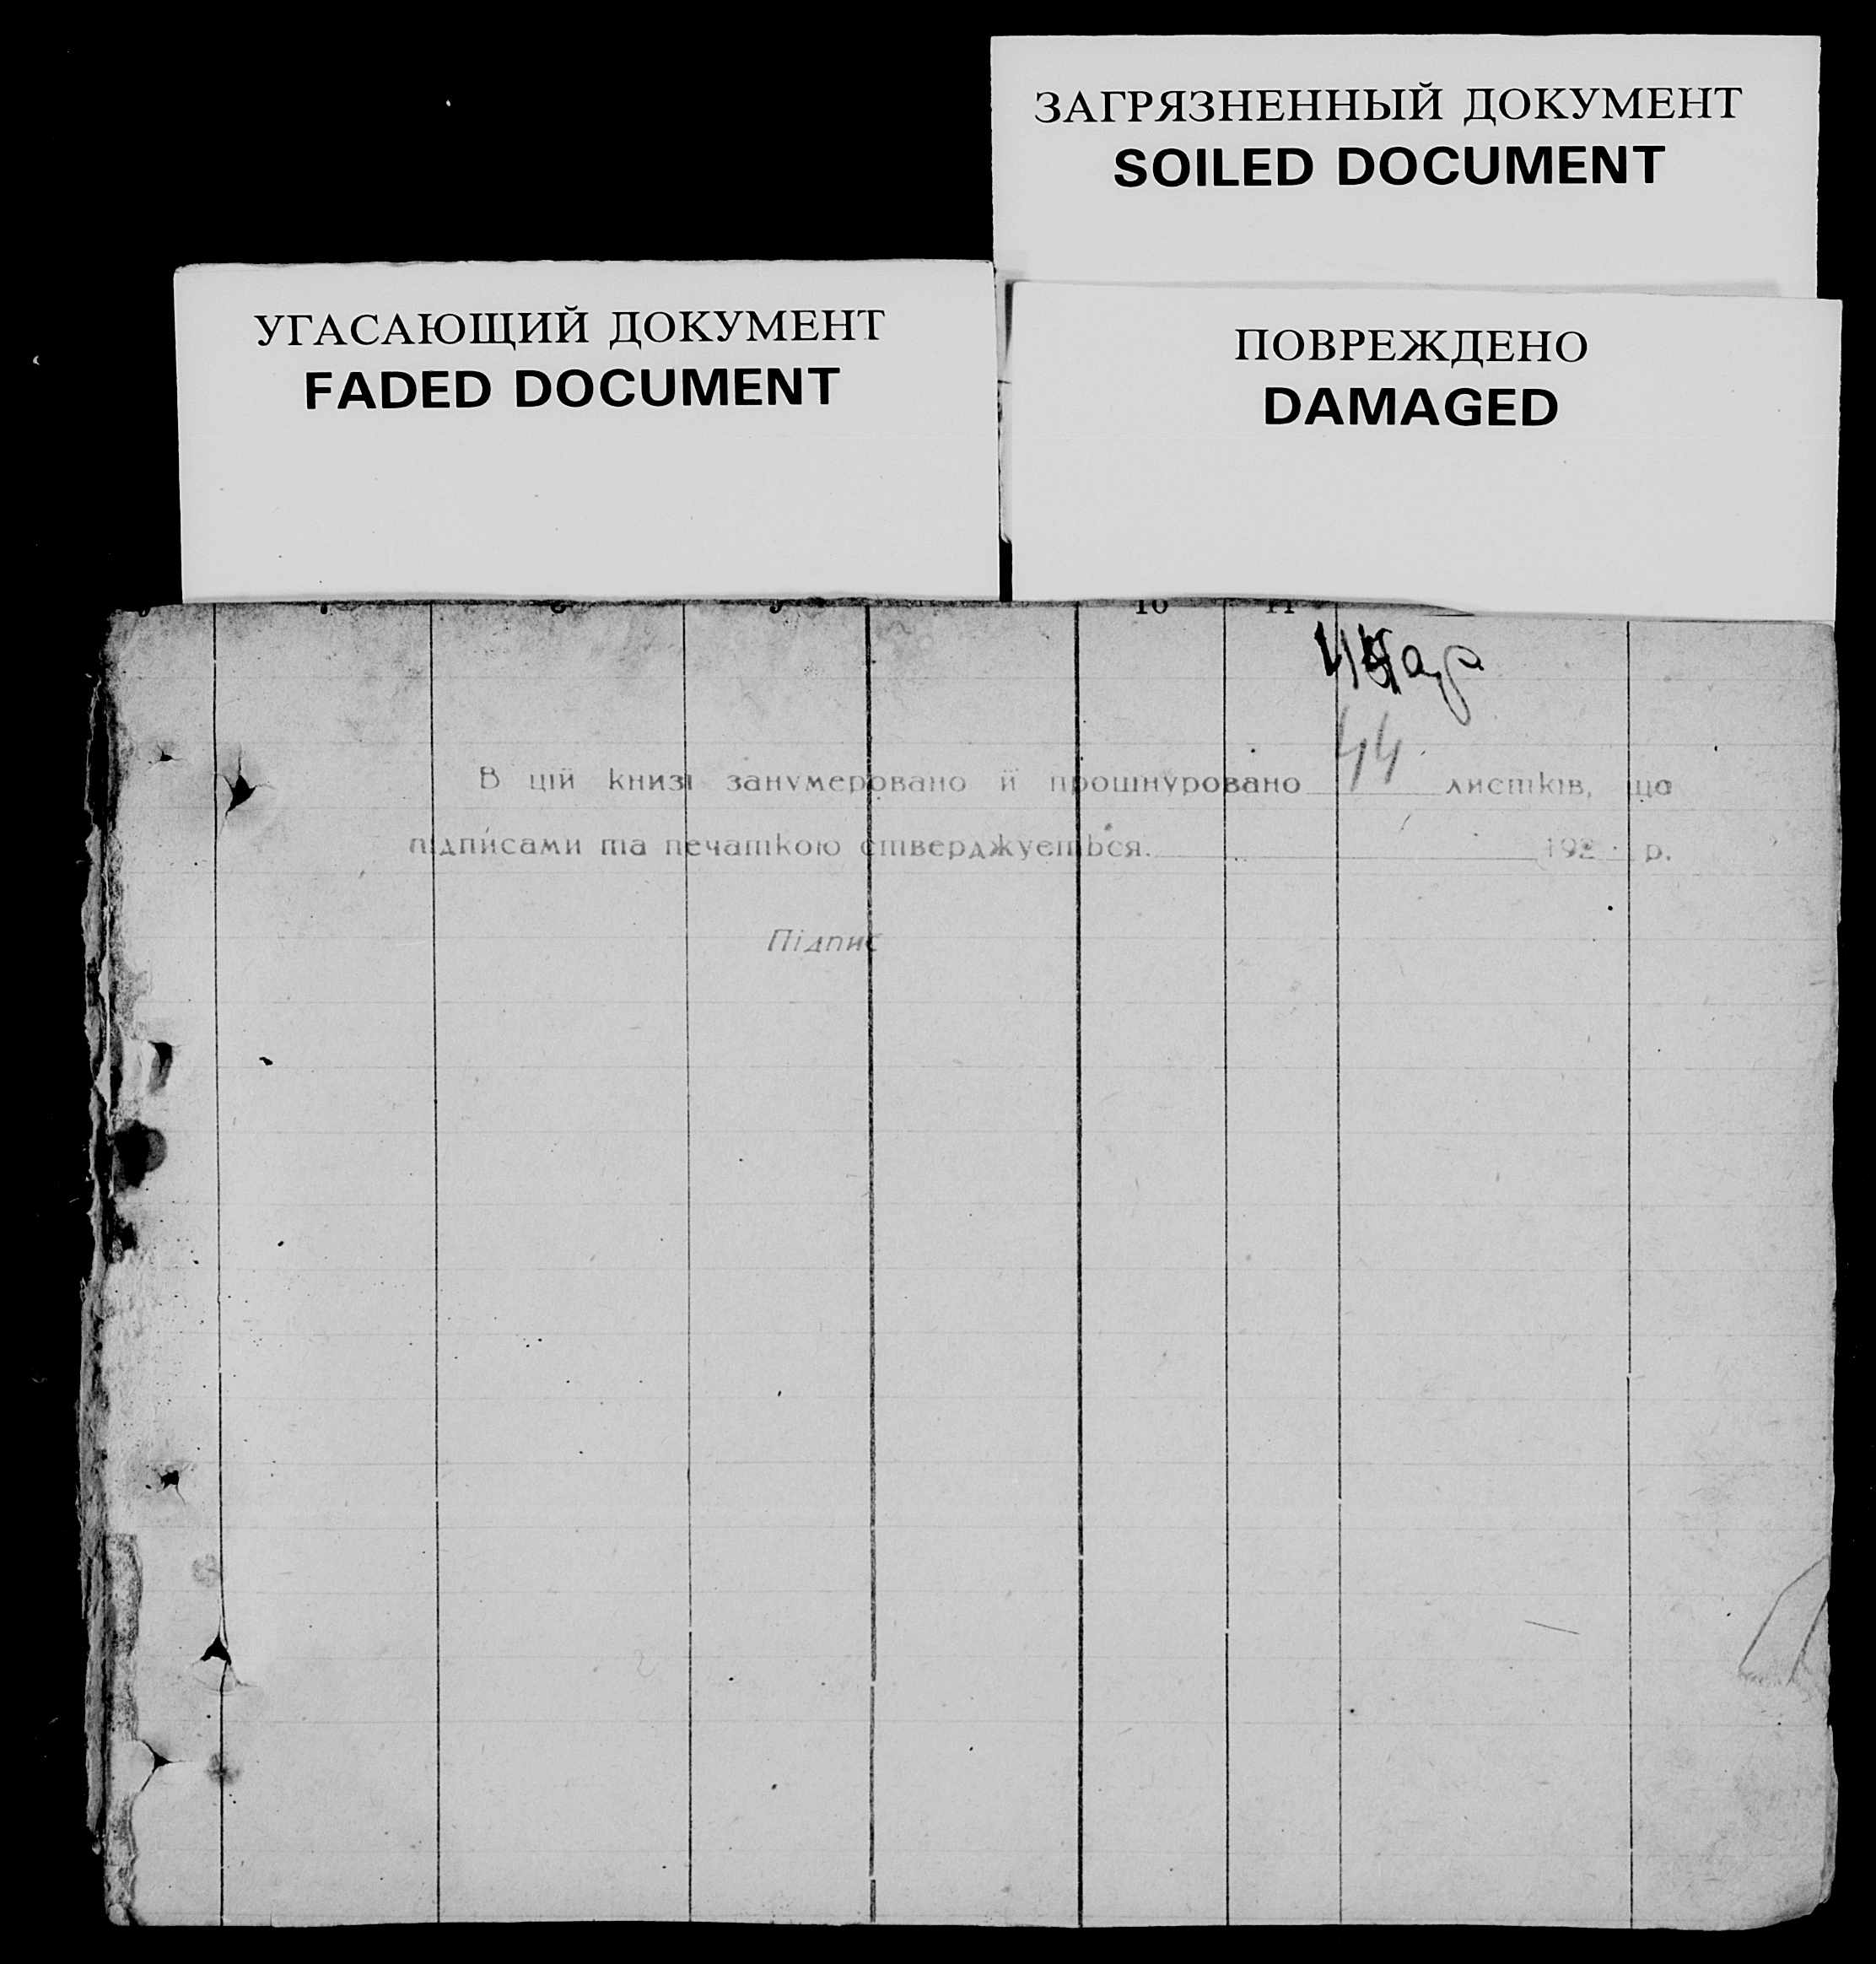 ЗАГРЯЗНЕННЫЙ ДОКУМЕНТ
SOILED DOCUMENT
УГАСАЮЩИЙ ДОКУМЕНТ
FADED DOCUMENT
ПОВРЕЖДЕНО
DAMAGED
10 11
В цій книзі занумеровано й прошнуровано 44 листків, що
підписами та печаткою стверджується. 192 р.
Підпис